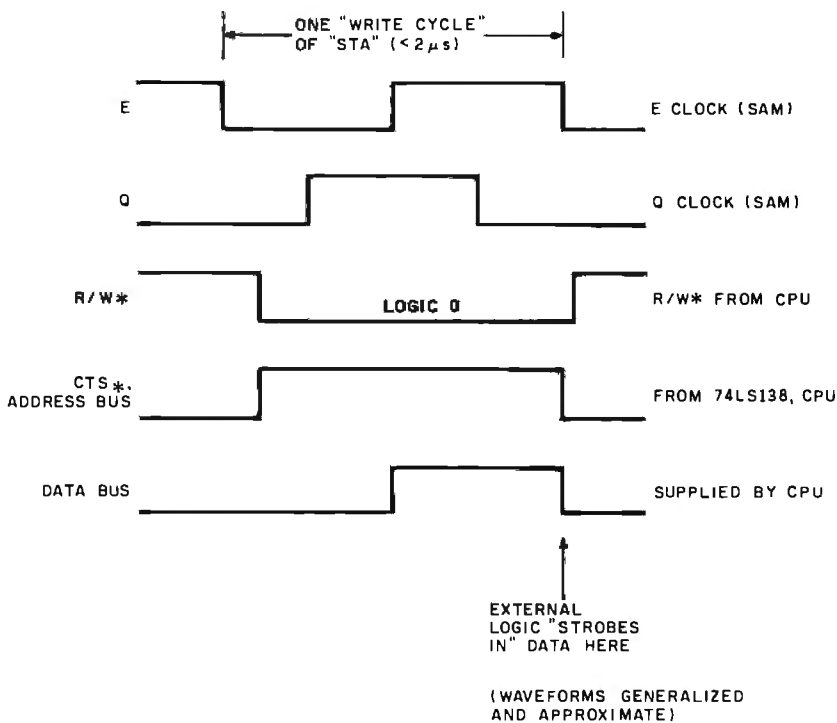 ONE "WRITE CYCLE"
OF "STA" (<2μs)
E
E CLOCK (SAM)
Q
Q CLOCK (SAM)
R/W*
LOGIC 0
R/W* FROM CPU
CTS*,
ADDRESS BUS
FROM 74LS138, CPU
DATA BUS
SUPPLIED BY CPU
EXTERNAL
LOGIC "STROBES
IN" DATA HERE
(WAVEFORMS GENERALIZED
AND APPROXIMATE)